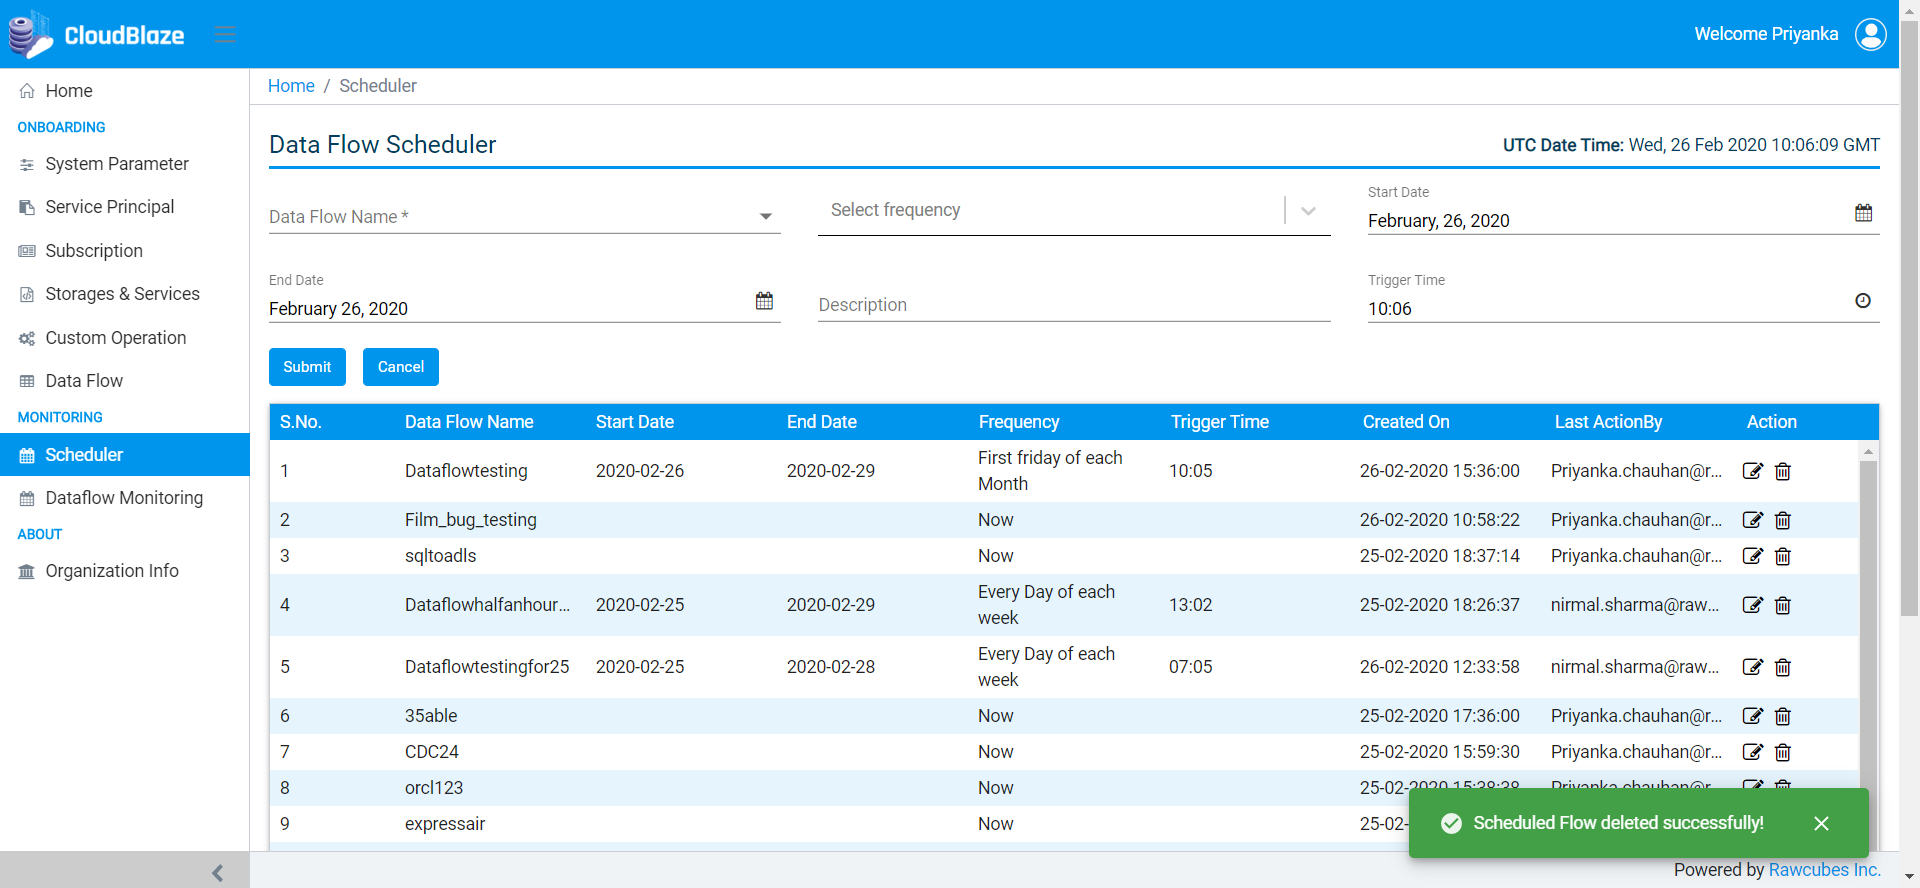 CloudBlaze
Welcome Priyanka
Home
ONBOARDING
System Parameter
Service Principal
Subscription
Storages & Services
Custom Operation
Data Flow
MONITORING
Scheduler
Dataflow Monitoring
ABOUT
Organization Info
Home / Scheduler
Data Flow Scheduler
UTC Date Time: Wed, 26 Feb 2020 10:06:09 GMT
Data Flow Name *
Select frequency
Start Date
February, 26, 2020
End Date
February 26, 2020
Description
Trigger Time
10:06
Submit Cancel
S.No. Data Flow Name Start Date End Date Frequency Trigger Time Created On Last ActionBy Action
1 Dataflowtesting 2020-02-26 2020-02-29 First friday of each Month 10:05 26-02-2020 15:36:00 Priyanka.chauhan@r...
2 Film_bug_testing Now 26-02-2020 10:58:22 Priyanka.chauhan@r...
3 sqltoadls Now 25-02-2020 18:37:14 Priyanka.chauhan@r...
4 Dataflowhalfanhour... 2020-02-25 2020-02-29 Every Day of each week 13:02 25-02-2020 18:26:37 nirmal.sharma@raw...
5 Dataflowtestingfor25 2020-02-25 2020-02-28 Every Day of each week 07:05 26-02-2020 12:33:58 nirmal.sharma@raw...
6 35able Now 25-02-2020 17:36:00 Priyanka.chauhan@r...
7 CDC24 Now 25-02-2020 15:59:30 Priyanka.chauhan@r...
8 orcl123 Now 25-02-2020 15:38:38 Priyanka.chauhan@r...
9 expressair Now 25-02-
Scheduled Flow deleted successfully!
Powered by Rawcubes Inc.